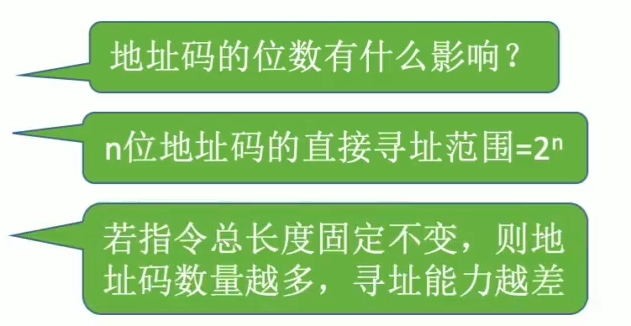 地址码的位数有什么影响？
n位地址码的直接寻址范围=2ⁿ
若指令总长度固定不变，则地
址码数量越多，寻址能力越差